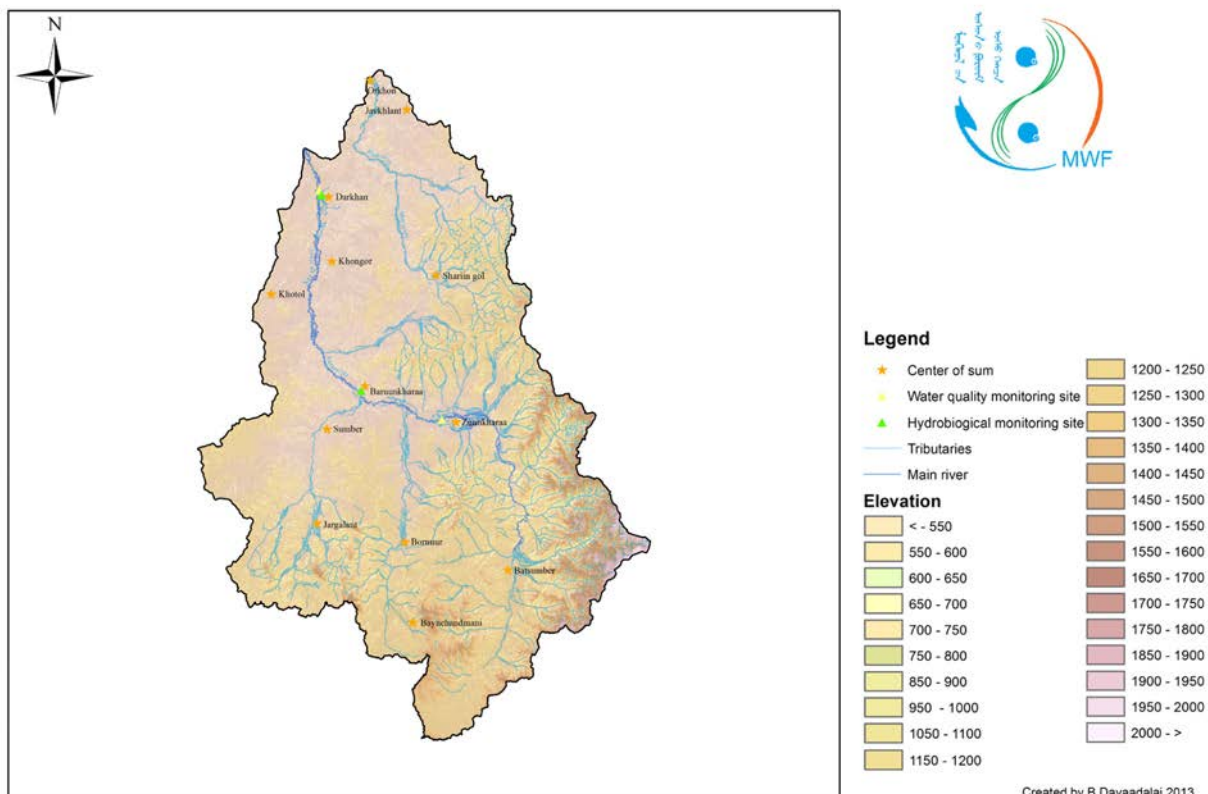 N
Orkhon
Javkhlant
Darkhan
Khongor
Khotol
Shariin gol
Baruunkharaa
Zuunkharaa
Sumber
Jargalant
Bornuur
Batsumber
Baynchandmani
MWF
Legend
Center of sum
Water quality monitoring site
Hydrobiogical monitoring site
Tributaries
Main river
Elevation
< - 550
550 - 600
600 - 650
650 - 700
700 - 750
750 - 800
850 - 900
950 - 1000
1050 - 1100
1150 - 1200
1200 - 1250
1250 - 1300
1300 - 1350
1350 - 1400
1400 - 1450
1450 - 1500
1500 - 1550
1550 - 1600
1650 - 1700
1700 - 1750
1750 - 1800
1850 - 1900
1900 - 1950
1950 - 2000
2000 - >
Created by B.Davaadalai 2013